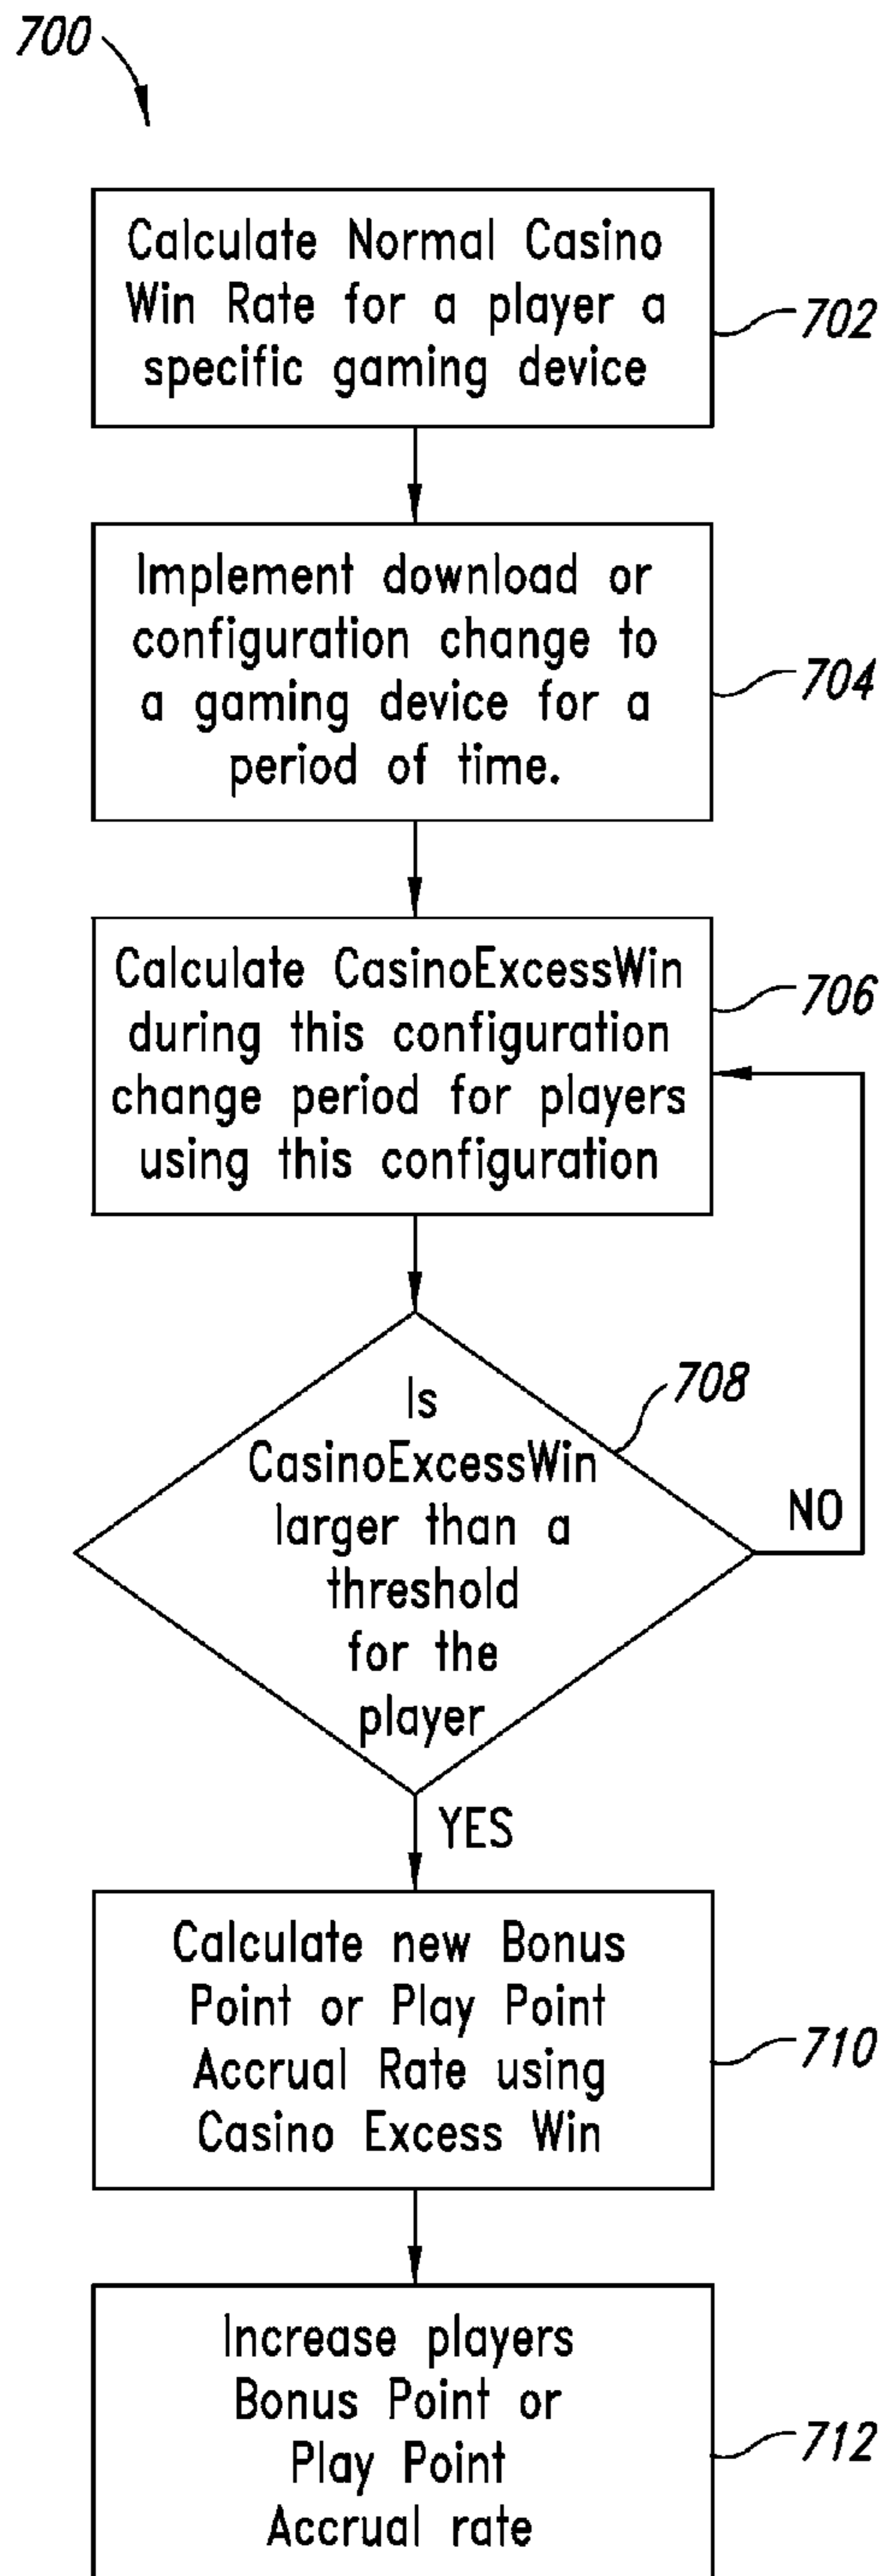 700
Calculate Normal Casino
Win Rate for a player a
specific gaming device
702
Implement download or
configuration change to
a gaming device for a
period of time.
704
Calculate CasinoExcessWin
during this configuration
change period for players
using this configuration
706
Is
CasinoExcessWin
larger than a
threshold
for the
player
708
NO
YES
Calculate new Bonus
Point or Play Point
Accrual Rate using
Casino Excess Win
710
Increase players
Bonus Point or
Play Point
Accrual rate
712